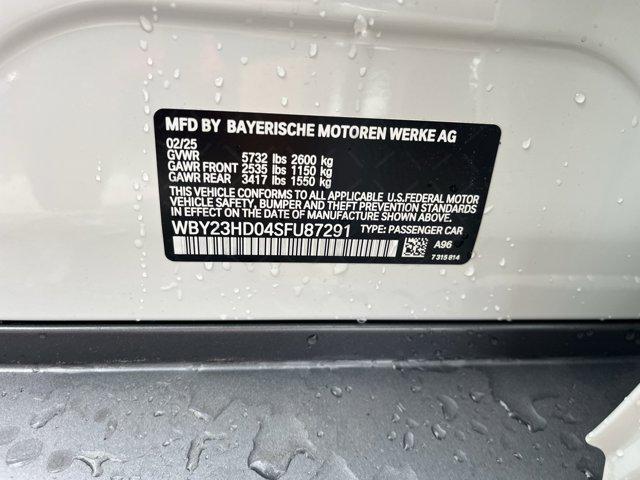 MFD BY BAYERISCHE MOTOREN WERKE AG
02/25
GVWR 5732 lbs 2600 kg
GAWR FRONT 2535 lbs 1150 kg
GAWR REAR 3417 lbs 1550 kg
THIS VEHICLE CONFORMS TO ALL APPLICABLE U.S.FEDERAL MOTOR
VEHICLE SAFETY, BUMPER AND THEFT PREVENTION STANDARDS
IN EFFECT ON THE DATE OF MANUFACTURE SHOWN ABOVE.
WBY23HD04SFU87291 TYPE: PASSENGER CAR
A96
7 315 814